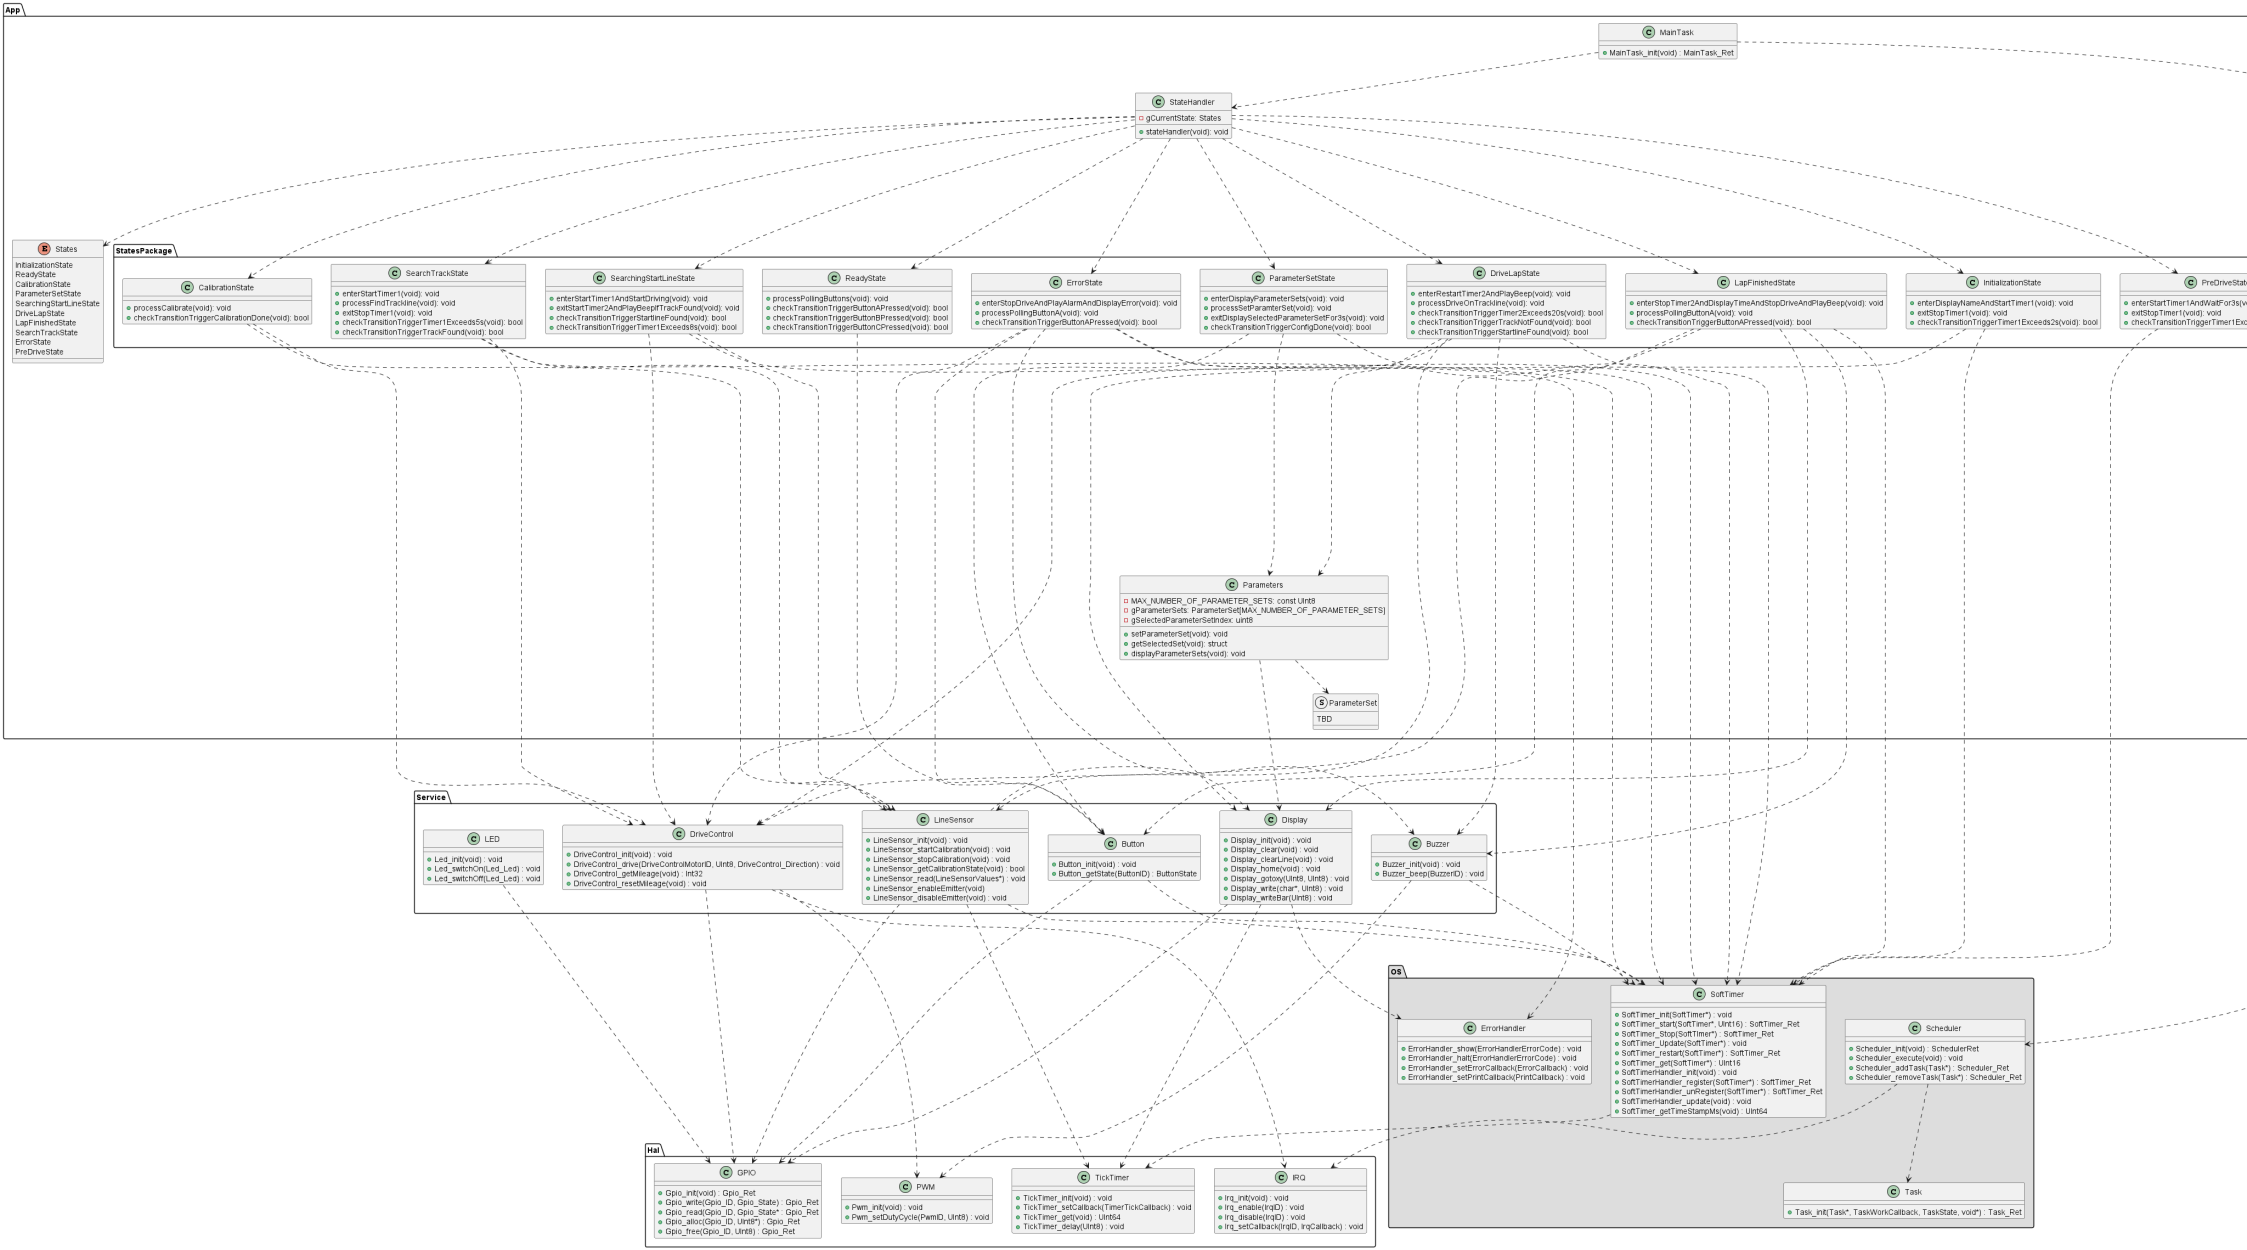 App
MainTask
MainTask_init(void) : MainTask_Ret
StateHandler
gCurrentState: States
stateHandler(void): void
States
InitializationState
ReadyState
CalibrationState
ParameterSetState
SearchingStartLineState
DriveLapState
LapFinishedState
SearchTrackState
ErrorState
PreDriveState
StatesPackage
CalibrationState
processCalibrate(void): void
checkTransitionTriggerCalibrationDone(void): bool
SearchTrackState
enterStartTimer1(void): void
processFindTrackline(void): void
exitStopTimer1(void): void
checkTransitionTriggerTimer1Exceeds5s(void): bool
checkTransitionTriggerTrackFound(void): bool
SearchingStartLineState
enterStartTimer1AndStartDriving(void): void
exitStartTimer2AndPlayBeepifTrackFound(void): void
checkTransitionTriggerStartlineFound(void): bool
checkTransitionTriggerTimer1Exceeds8s(void): bool
ReadyState
processPollingButtons(void): void
checkTransitionTriggerButtonAPressed(void): bool
checkTransitionTriggerButtonBPressed(void): bool
checkTransitionTriggerButtonCPressed(void): bool
ErrorState
enterStopDriveAndPlayAlarmAndDisplayError(void): void
processPollingButtonA(void): void
checkTransitionTriggerButtonAPressed(void): bool
ParameterSetState
enterDisplayParameterSets(void): void
processSetParamterSet(void): void
exitDisplaySelectedParameterSetFor3s(void): void
checkTransitionTriggerConfigDone(void): bool
DriveLapState
enterRestartTimer2AndPlayBeep(void): void
processDriveOnTrackline(void): void
checkTransitionTriggerTimer2Exceeds20s(void): bool
checkTransitionTriggerTrackNotFound(void): bool
checkTransitionTriggerStartlineFound(void): bool
LapFinishedState
enterStopTimer2AndDisplayTimeAndStopDriveAndPlayBeep(void): void
processPollingButtonA(void): void
checkTransitionTriggerButtonAPressed(void): bool
InitializationState
enterDisplayNameAndStartTimer1(void): void
exitStopTimer1(void): void
checkTransitionTriggerTimer1Exceeds2s(void): bool
PreDriveState
enterStartTimer1AndWaitFor3s(v
exitStopTimer1(void): void
checkTransitionTriggerTimer1Exc
Parameters
MAX_NUMBER_OF_PARAMETER_SETS: const UInt8
gParameterSets: ParameterSet[MAX_NUMBER_OF_PARAMETER_SETS]
gSelectedParameterSetIndex: uint8
setParameterSet(void): void
getSelectedSet(void): struct
displayParameterSets(void): void
ParameterSet
TBD
Service
LED
Led_init(void) : void
Led_switchOn(Led_Led) : void
Led_switchOff(Led_Led) : void
DriveControl
DriveControl_init(void) : void
DriveControl_drive(DriveControlMotorID, UInt8, DriveControl_Direction) : void
DriveControl_getMileage(void) : Int32
DriveControl_resetMileage(void) : void
LineSensor
LineSensor_init(void) : void
LineSensor_startCalibration(void) : void
LineSensor_stopCalibration(void) : void
LineSensor_getCalibrationState(void) : bool
LineSensor_read(LineSensorValues*) : void
LineSensor_enableEmitter(void)
LineSensor_disableEmitter(void) : void
Button
Button_init(void) : void
Button_getState(ButtonID) : ButtonState
Display
Display_init(void) : void
Display_clear(void) : void
Display_clearLine(void) : void
Display_home(void) : void
Display_gotoxy(UInt8, UInt8) : void
Display_write(char*, UInt8) : void
Display_writeBar(UInt8) : void
Buzzer
Buzzer_init(void) : void
Buzzer_beep(BuzzerID) : void
OS
SoftTimer
SoftTimer_init(SoftTimer*) : void
SoftTimer_start(SoftTimer*, UInt16) : SoftTimer_Ret
SoftTimer_Stop(SoftTImer*) : SoftTimer_Ret
SoftTimer_Update(SoftTimer*) : void
SoftTimer_restart(SoftTimer*) : SoftTimer_Ret
SoftTimer_get(SoftTimer*) : UInt16
SoftTimerHandler_init(void) : void
SoftTimerHandler_register(SoftTimer*) : SoftTimer_Ret
SoftTimerHandler_unRegister(SoftTimer*) : SoftTimer_Ret
SoftTimerHandler_update(void) : void
SoftTimer_getTimeStampMs(void) : UInt64
ErrorHandler
ErrorHandler_show(ErrorHandlerErrorCode) : void
ErrorHandler_halt(ErrorHandlerErrorCode) : void
ErrorHandler_setErrorCallback(ErrorCallback) : void
ErrorHandler_setPrintCallback(PrintCallback) : void
Scheduler
Scheduler_init(void) : SchedulerRet
Scheduler_execute(void) : void
Scheduler_addTask(Task*) : Scheduler_Ret
Scheduler_removeTask(Task*) : Scheduler_Ret
Task
Task_init(Task*, TaskWorkCallback, TaskState, void*) : Task_Ret
Hal
GPIO
Gpio_init(void) : Gpio_Ret
Gpio_write(Gpio_ID, Gpio_State) : Gpio_Ret
Gpio_read(Gpio_ID, Gpio_State* : Gpio_Ret
Gpio_alloc(Gpio_ID, UInt8*) : Gpio_Ret
Gpio_free(Gpio_ID, UInt8) : Gpio_Ret
PWM
Pwm_init(void) : void
Pwm_setDutyCycle(PwmID, UInt8) : void
TickTimer
TickTimer_init(void) : void
TickTimer_setCallback(TimerTickCallback) : void
TickTimer_get(void) : UInt64
TickTimer_delay(UInt8) : void
IRQ
Irq_init(void) : void
Irq_enable(IrqID) : void
Irq_disable(IrqID) : void
Irq_setCallback(IrqID, IrqCallback) : void